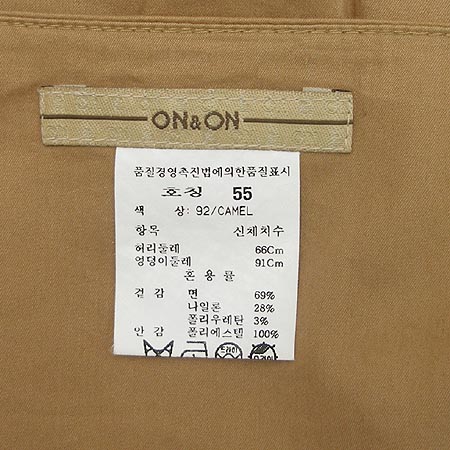 ON&ON
품질경영촉진법에의한품질표시
호칭 55
색 상: 92/CAMEL
항목 신체치수
허리둘레 66Cm
엉덩이둘레 91Cm
혼용률
겉감 면 69%
나일론 28%
폴리우레탄 3%
안감 폴리에스텔 100%
드라이